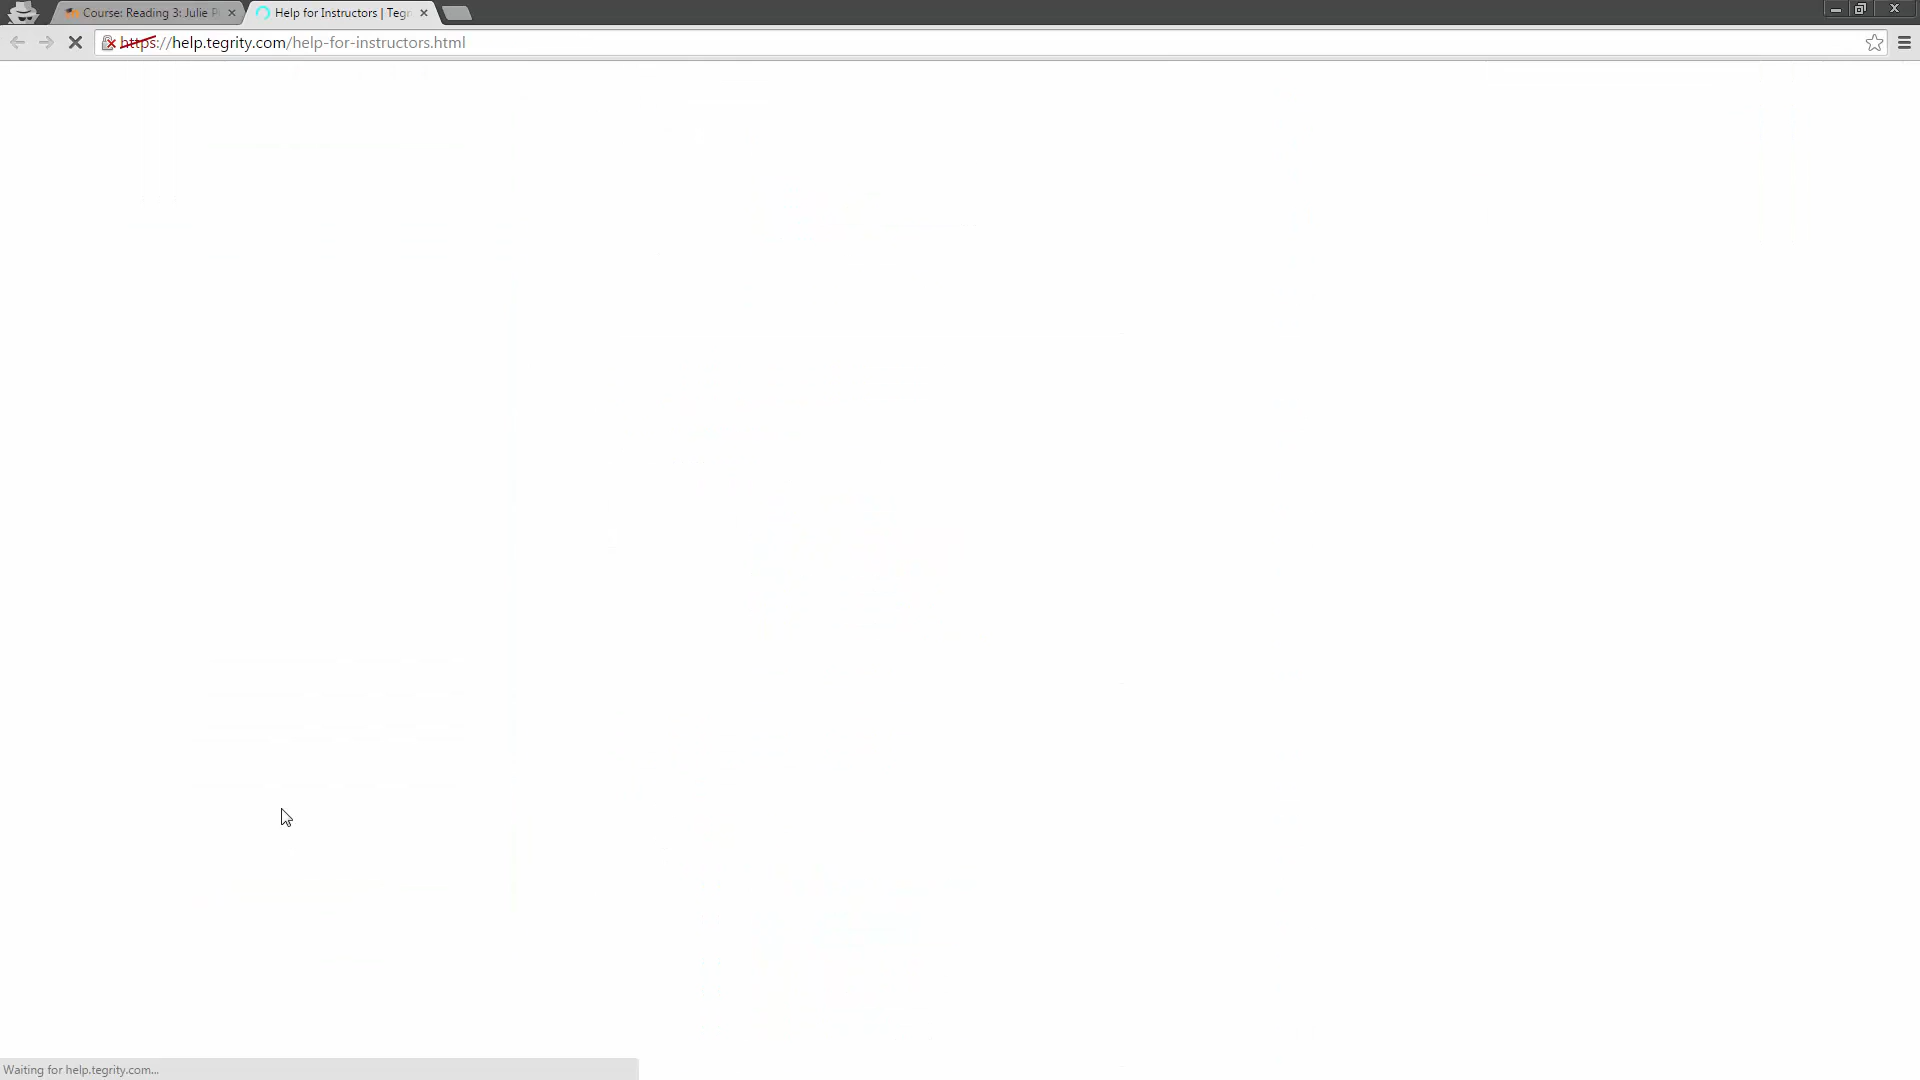 Course: Reading 3: Julie P
Help for Instructors | Tegr
https://help.tegrity.com/help-for-instructors.html
Waiting for help.tegrity.com...